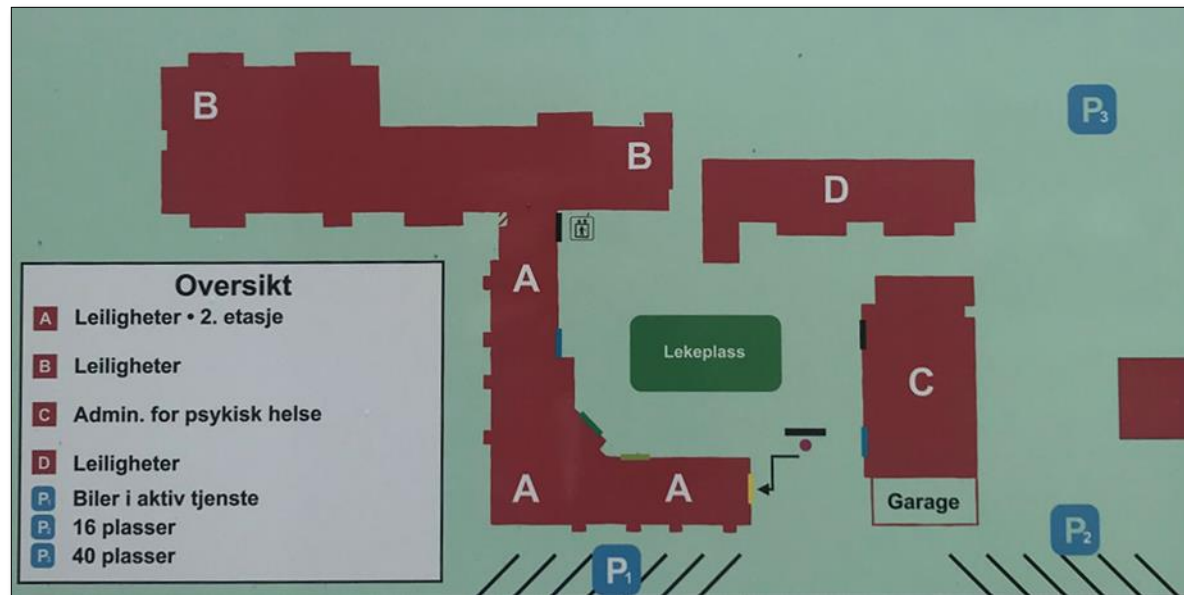 B
B
P3
D
A
Lekeplass
C
A
A
Garage
P1
P2
Oversikt
A Leiligheter • 2. etasje
B Leiligheter
C Admin. for psykisk helse
D Leiligheter
P1 Biler i aktiv tjenste
P2 16 plasser
P3 40 plasser